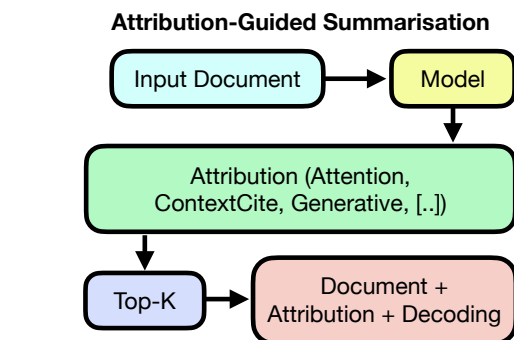 Attribution-Guided Summarisation
Input Document
Model
Attribution (Attention,
ContextCite, Generative, [..])
Top-K
Document +
Attribution + Decoding